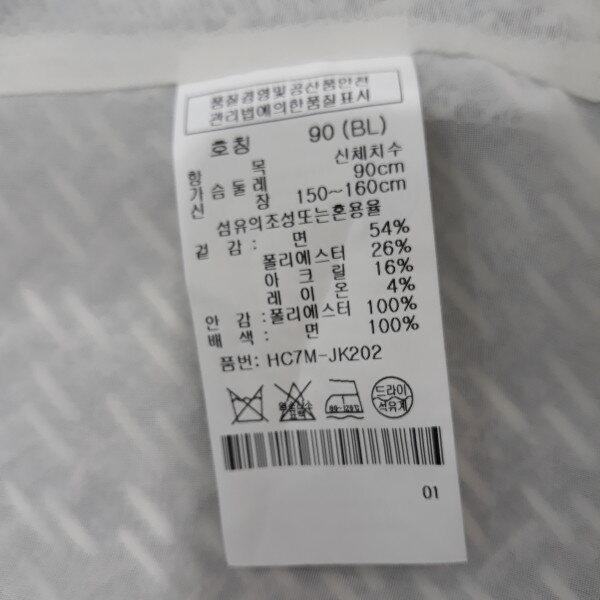 품질경영및공산품안전
관리법에의한품질표시
호칭 90 (BL)
항목 신체치수
가슴둘레 90cm
신장 150~160cm
섬유의조성또는혼용율
겉감: 면 54%
폴리에스터 26%
아크릴 16%
레이온 4%
안감:폴리에스터 100%
배색: 면 100%
품번: HC7M-JK202
드라이
석유계
01